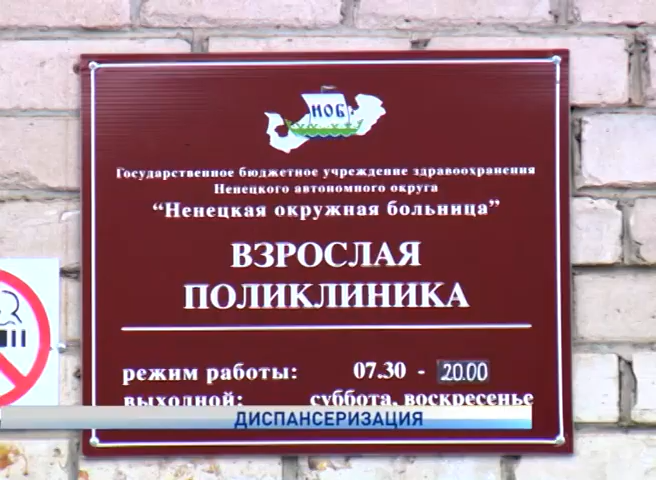 НОБ
Государственное бюджетное учреждение здравоохранения
Ненецкого автономного округа
“Ненецкая окружная больница”
ВЗРОСЛАЯ
ПОЛИКЛИНИКА
режим работы: 07.30 - 20.00
выходной: суббота, воскресенье
ДИСПАНСЕРИЗАЦИЯ